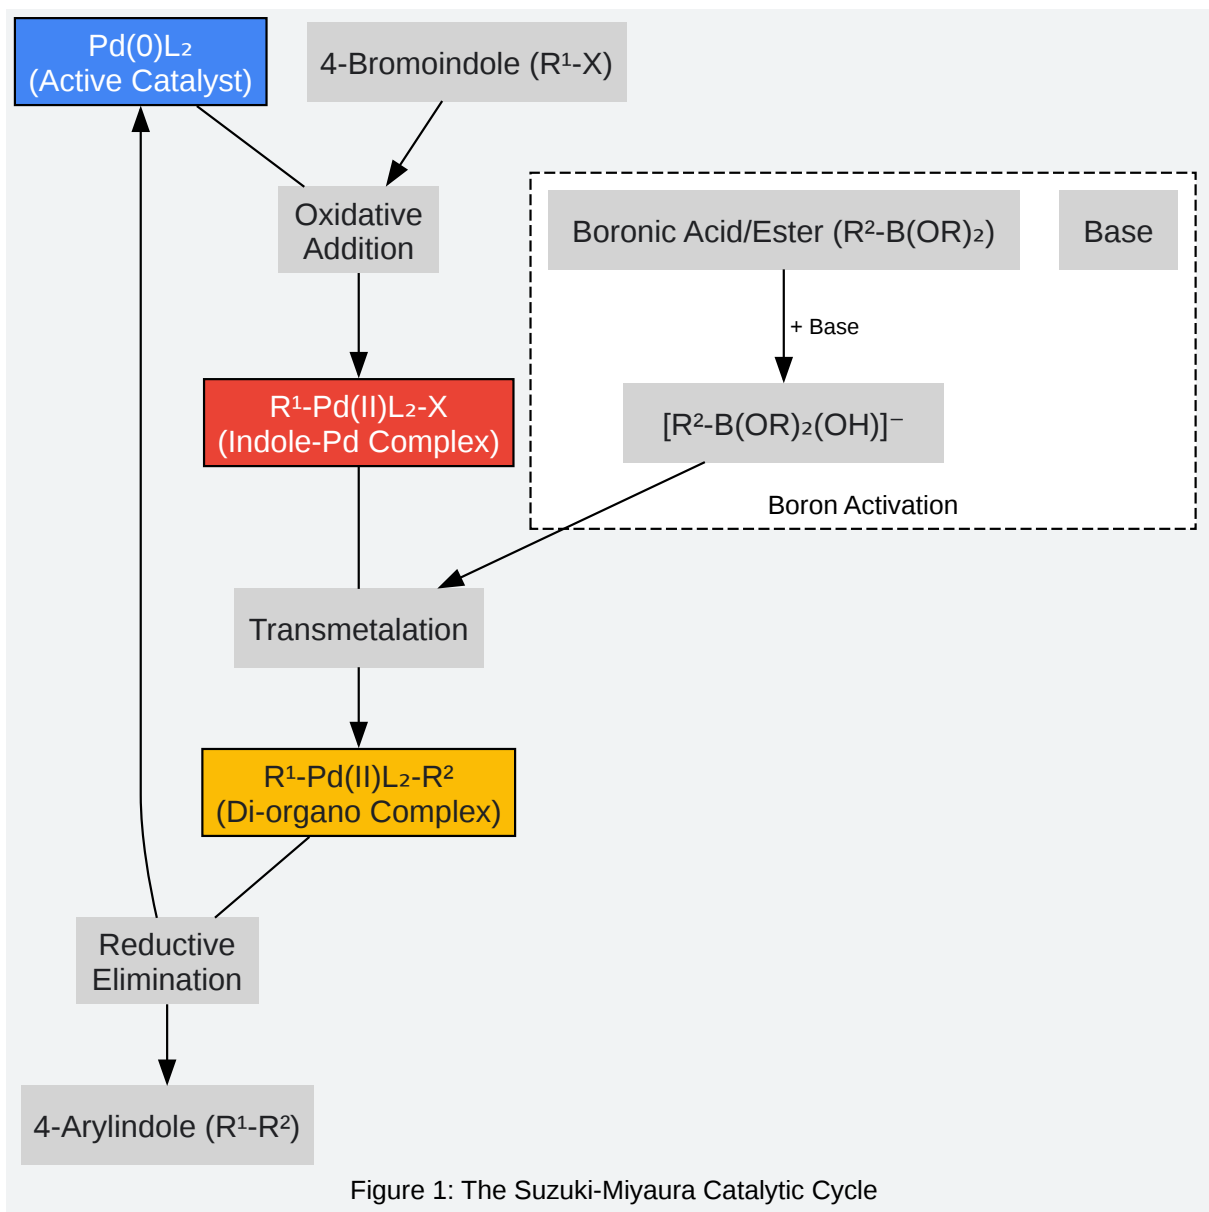 Pd(0)L₂
(Active Catalyst)
4-Bromoindole (R¹-X)
Oxidative
Addition
Boronic Acid/Ester (R²-B(OR)₂)
Base
+ Base
R¹-Pd(II)L₂-X
(Indole-Pd Complex)
[R²-B(OR)₂(OH)]⁻
Boron Activation
Transmetalation
R¹-Pd(II)L₂-R²
(Di-organo Complex)
Reductive
Elimination
4-Arylindole (R¹-R²)
Figure 1: The Suzuki-Miyaura Catalytic Cycle